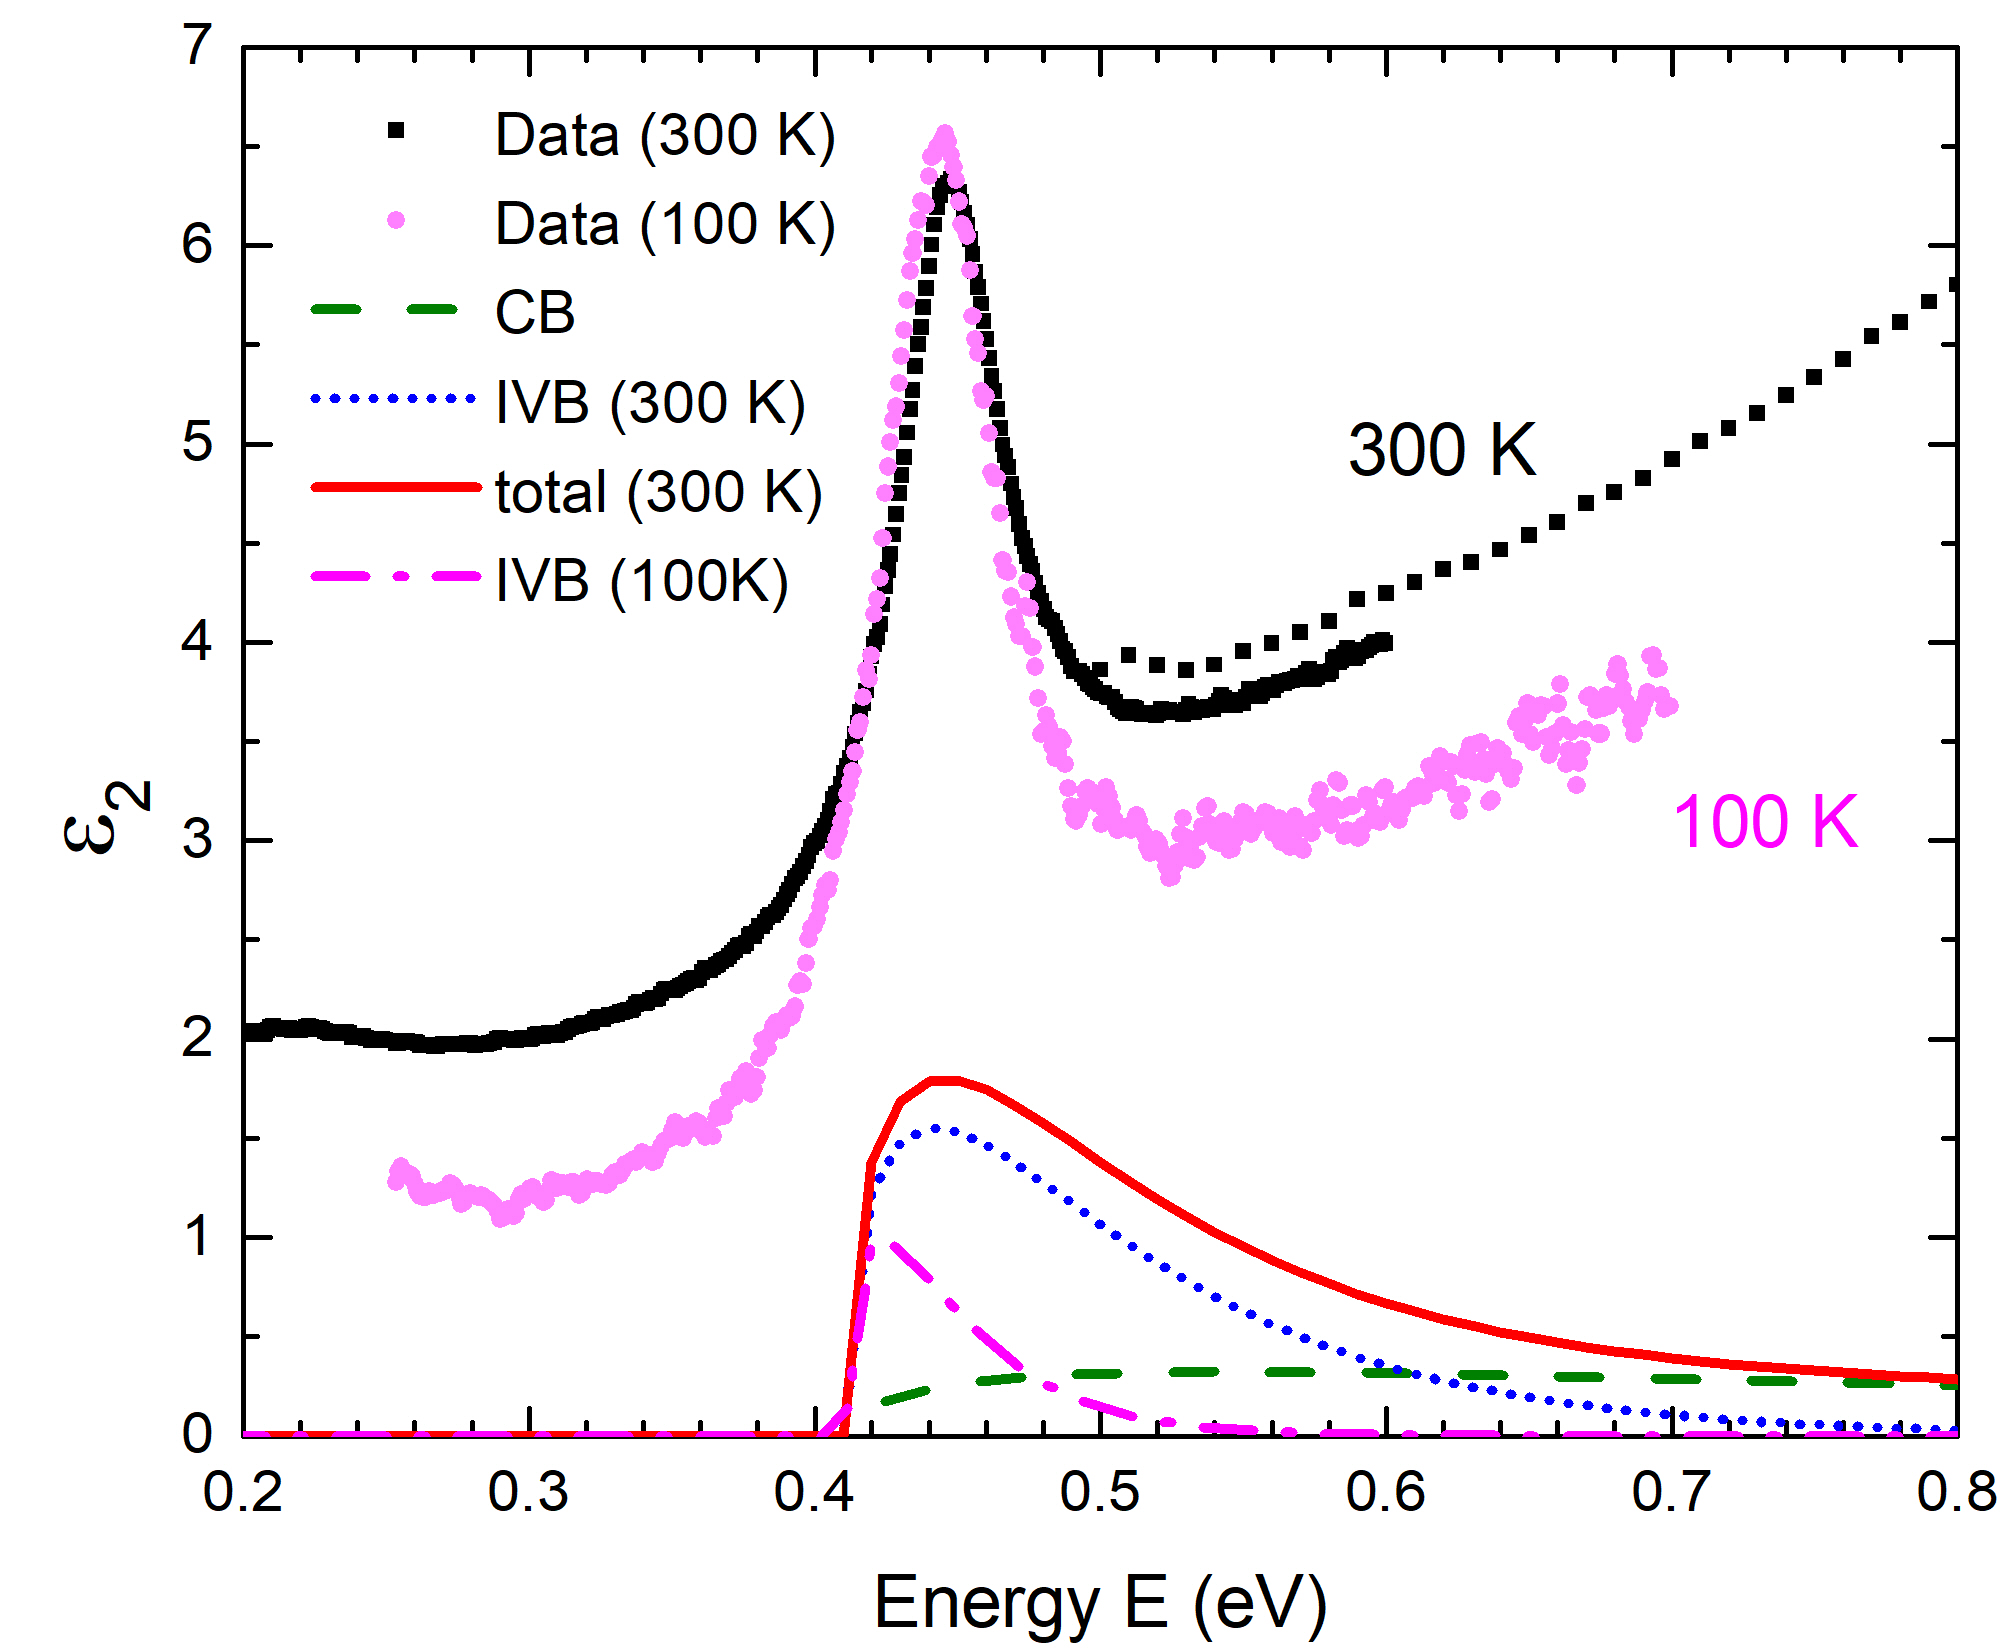 7
6
5
4
3
2
1
0
ε2
Data (300 K)
Data (100 K)
CB
IVB (300 K)
total (300 K)
IVB (100K)
300 K
100 K
0.2 0.3 0.4 0.5 0.6 0.7 0.8
Energy E (eV)